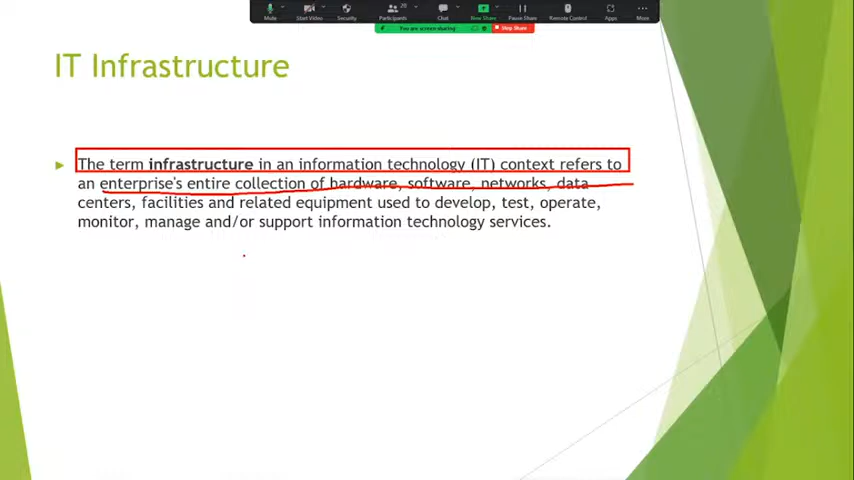 Mute
Start Video
Security
Participants
28
Chat
New Share
Pause Share
Remote Control
Apps
More
You are screen sharing
Stop Share
IT Infrastructure
The term infrastructure in an information technology (IT) context refers to
an enterprise's entire collection of hardware, software, networks, data
centers, facilities and related equipment used to develop, test, operate,
monitor, manage and/or support information technology services.